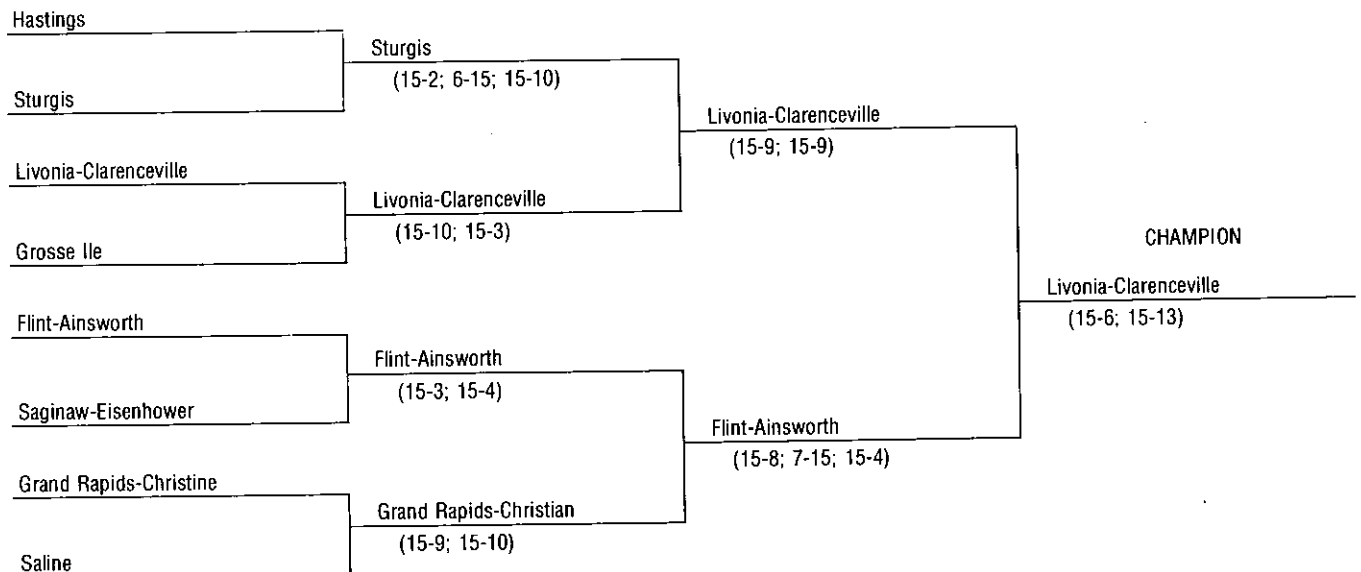 Hastings
Sturgis
(15-2; 6-15; 15-10)
Sturgis
Livonia-Clarenceville
(15-9; 15-9)
Livonia-Clarenceville
Livonia-Clarenceville
(15-10; 15-3)
Grosse Ile
CHAMPION
Livonia-Clarenceville
(15-6; 15-13)
Flint-Ainsworth
Flint-Ainsworth
(15-3; 15-4)
Saginaw-Eisenhower
Flint-Ainsworth
(15-8; 7-15; 15-4)
Grand Rapids-Christine
Grand Rapids-Christian
(15-9; 15-10)
Saline